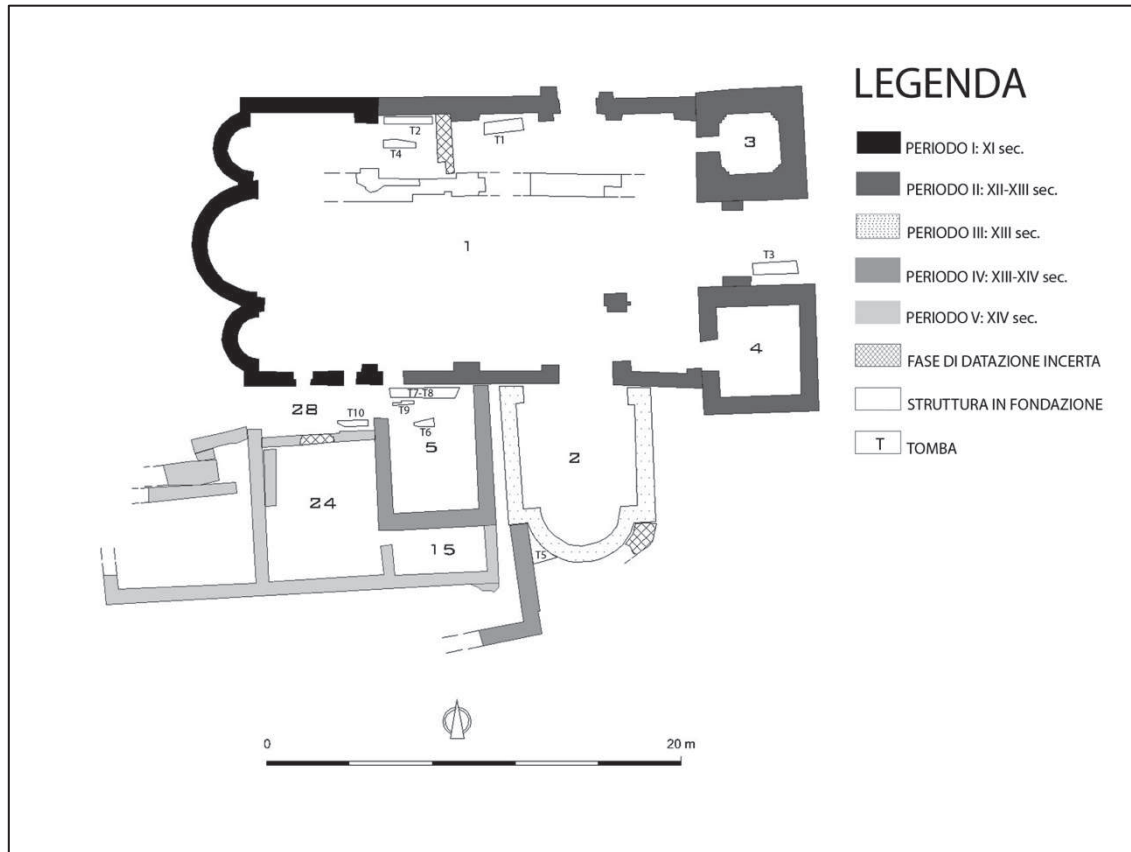 LEGENDA
PERIODO I: XI sec.
PERIODO II: XII-XIII sec.
PERIODO III: XIII sec.
PERIODO IV: XIII-XIV sec.
PERIODO V: XIV sec.
FASE DI DATAZIONE INCERTA
STRUTTURA IN FONDAZIONE
T TOMBA
T2
T1
T4
3
1
T3
4
T7-T8
28
T9
T10
T6
5
2
24
15
T5
0 20 m